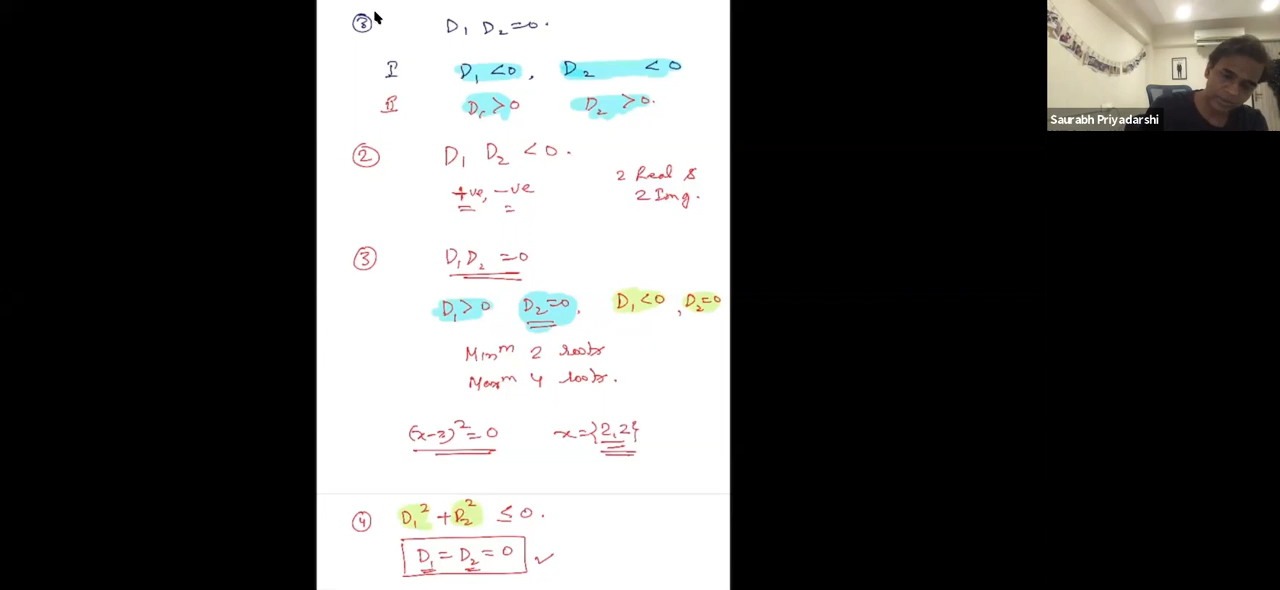 ③ D₁ D₂ = 0.
I D₁ < 0, D₂ < 0
II D₁ > 0 D₂ > 0.
② D₁ D₂ < 0.
+ve, -ve
2 Real &
2 Img.
③ D₁D₂ = 0
D₁ > 0 D₂ = 0. D₁ < 0, D₂ = 0
Minᵐ 2 roots
Maxᵐ 4 roots.
(x-2)² = 0 x = {2,2}
④ D₁² + D₂² ≤ 0.
D₁ = D₂ = 0 ✓
Saurabh Priyadarshi